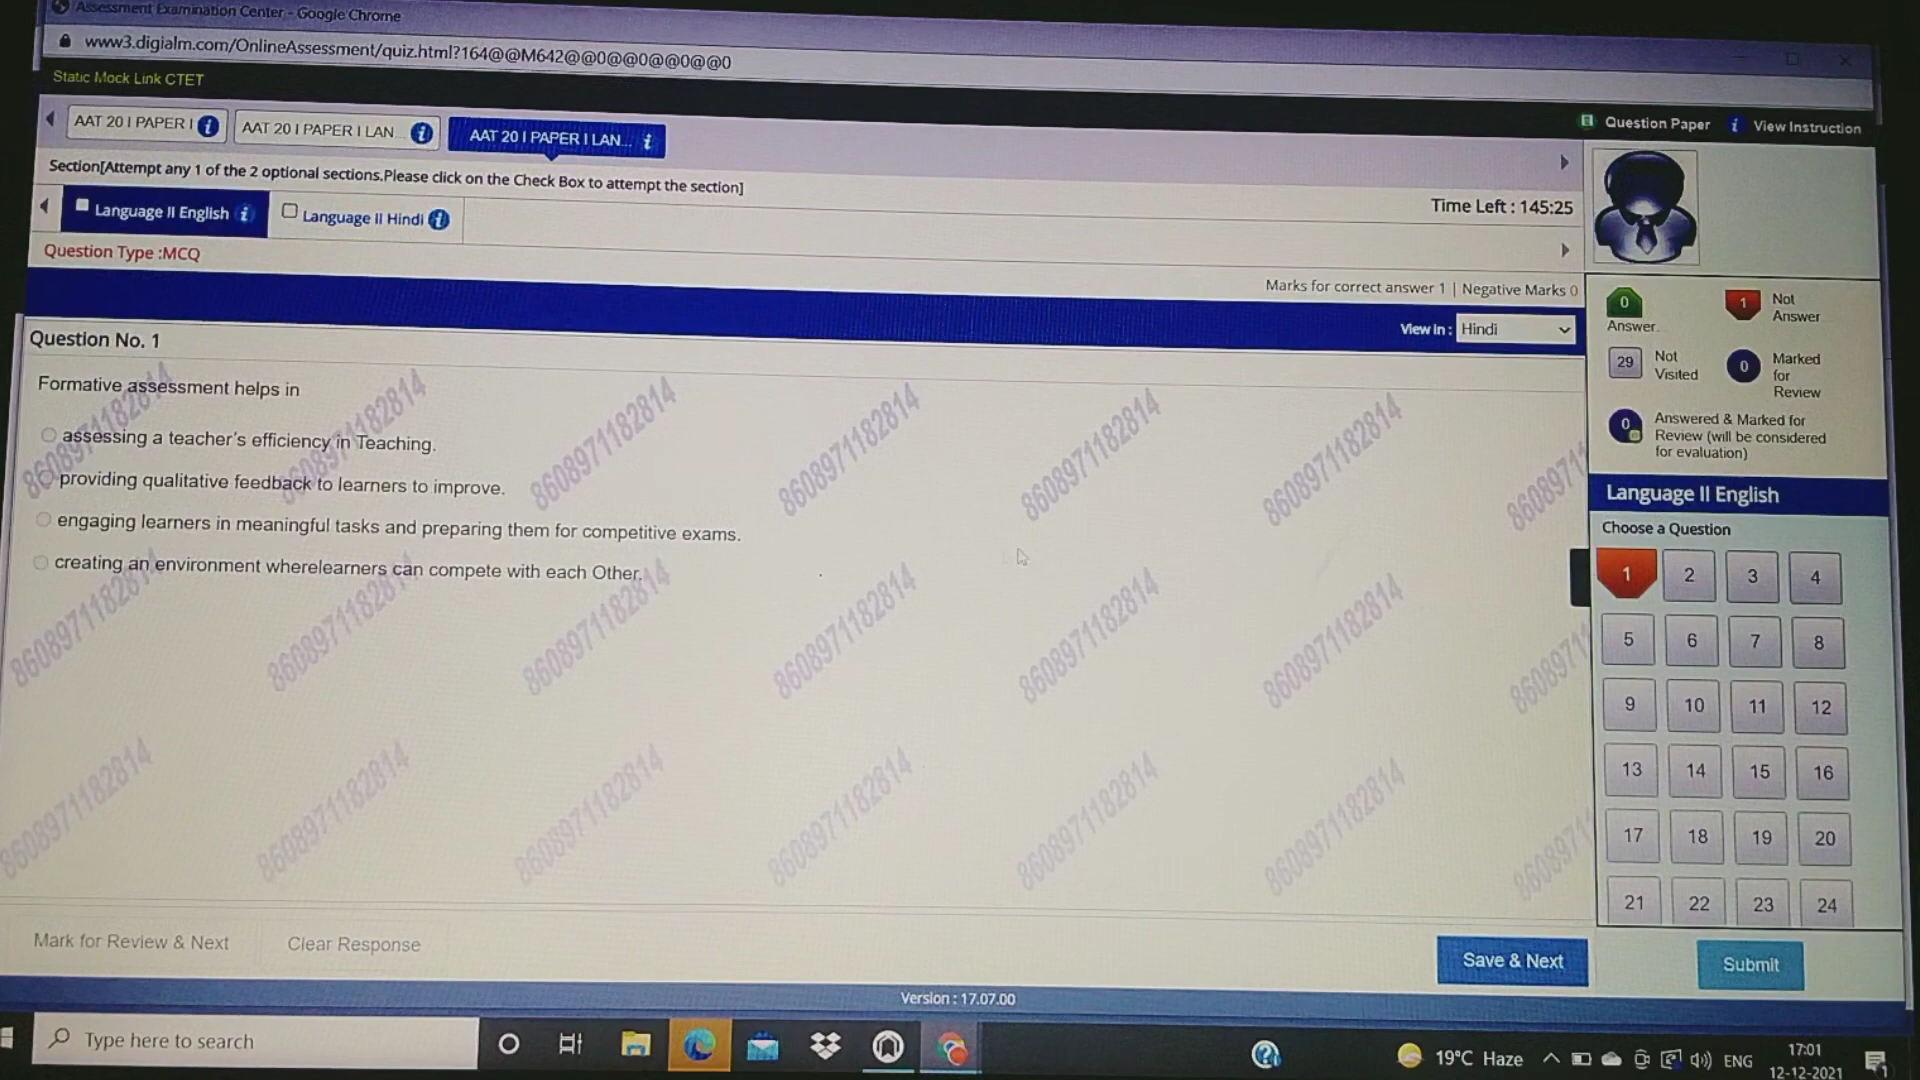 Assessment Examination Center - Google Chrome
www3.digialm.com/OnlineAssessment/quiz.html?164@@M642@@0@@0@@0@@0
Static Mock Link CTET
AAT 20 I PAPER I
AAT 20 I PAPER I LAN...
AAT 20 I PAPER I LAN...
Question Paper
View Instruction
Section[Attempt any 1 of the 2 optional sections.Please click on the Check Box to attempt the section]
Language II English
Language II Hindi
Time Left : 145:25
Question Type :MCQ
Marks for correct answer 1 | Negative Marks 0
View in : Hindi
Question No. 1
Formative assessment helps in
assessing a teacher's efficiency in Teaching.
providing qualitative feedback to learners to improve.
engaging learners in meaningful tasks and preparing them for competitive exams.
creating an environment wherelearners can compete with each Other.
8608971182814
0 Answer..
1 Not Answer
29 Not Visited
0 Marked for Review
0 Answered & Marked for Review (will be considered for evaluation)
Language II English
Choose a Question
1 2 3 4
5 6 7 8
9 10 11 12
13 14 15 16
17 18 19 20
21 22 23 24
Mark for Review & Next
Clear Response
Save & Next
Submit
Version : 17.07.00
Type here to search
19°C Haze
ENG
17:01
12-12-2021
1